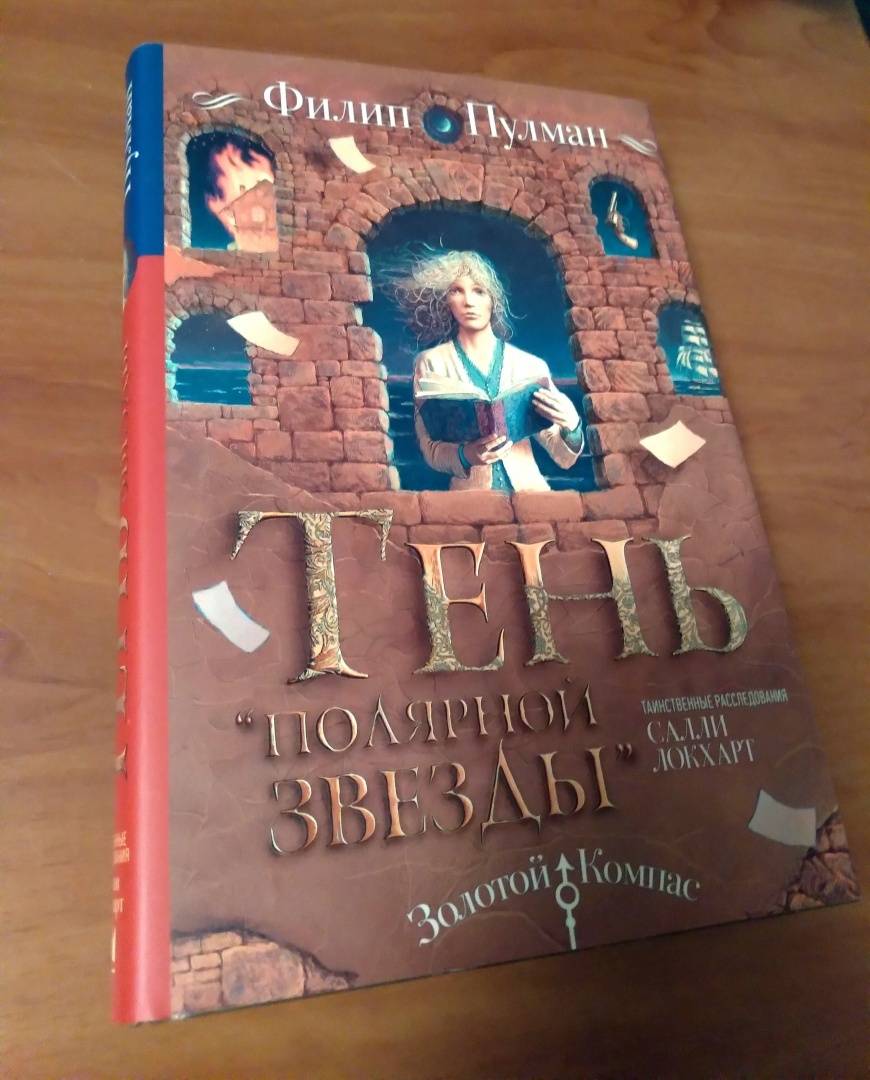 Филип Пулман
Тень
“Полярной
Звезды”
ТАИНСТВЕННЫЕ РАССЛЕДОВАНИЯ
САЛЛИ
ЛОКХАРТ
Золотой Компас